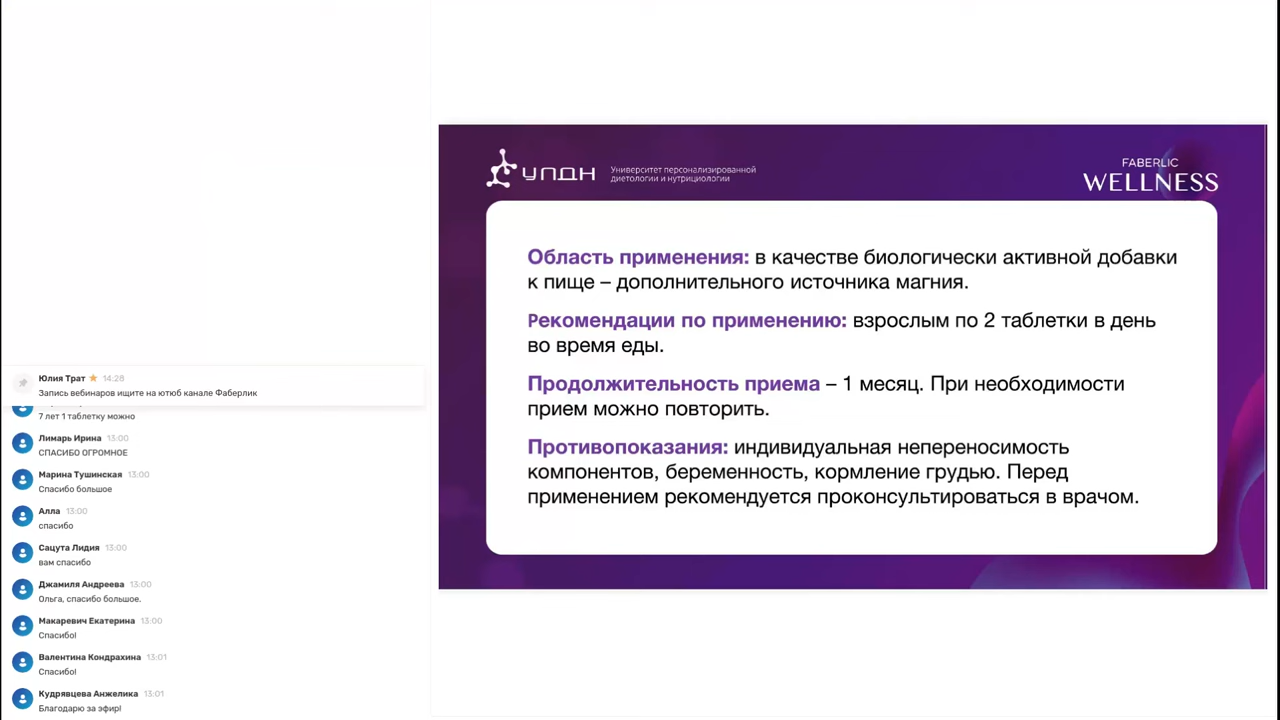 Юлия Трат 14:28
Запись вебинаров ищите на ютюб канале Фаберлик
7 лет 1 таблетку можно
Лимарь Ирина 13:00
СПАСИБО ОГРОМНОЕ
Марина Тушинская 13:00
Спасибо большое
Алла 13:00
спасибо
Сацута Лидия 13:00
вам спасибо
Джамиля Андреева 13:00
Ольга, спасибо большое.
Макаревич Екатерина 13:00
Спасибо!
Валентина Кондрахина 13:01
Спасибо!
Кудрявцева Анжелика 13:01
Благодарю за эфир!
УПДН
Университет персонализированной
диетологии и нутрициологии
FABERLIC
WELLNESS
Область применения: в качестве биологически активной добавки
к пище – дополнительного источника магния.
Рекомендации по применению: взрослым по 2 таблетки в день
во время еды.
Продолжительность приема – 1 месяц. При необходимости
прием можно повторить.
Противопоказания: индивидуальная непереносимость
компонентов, беременность, кормление грудью. Перед
применением рекомендуется проконсультироваться в врачом.